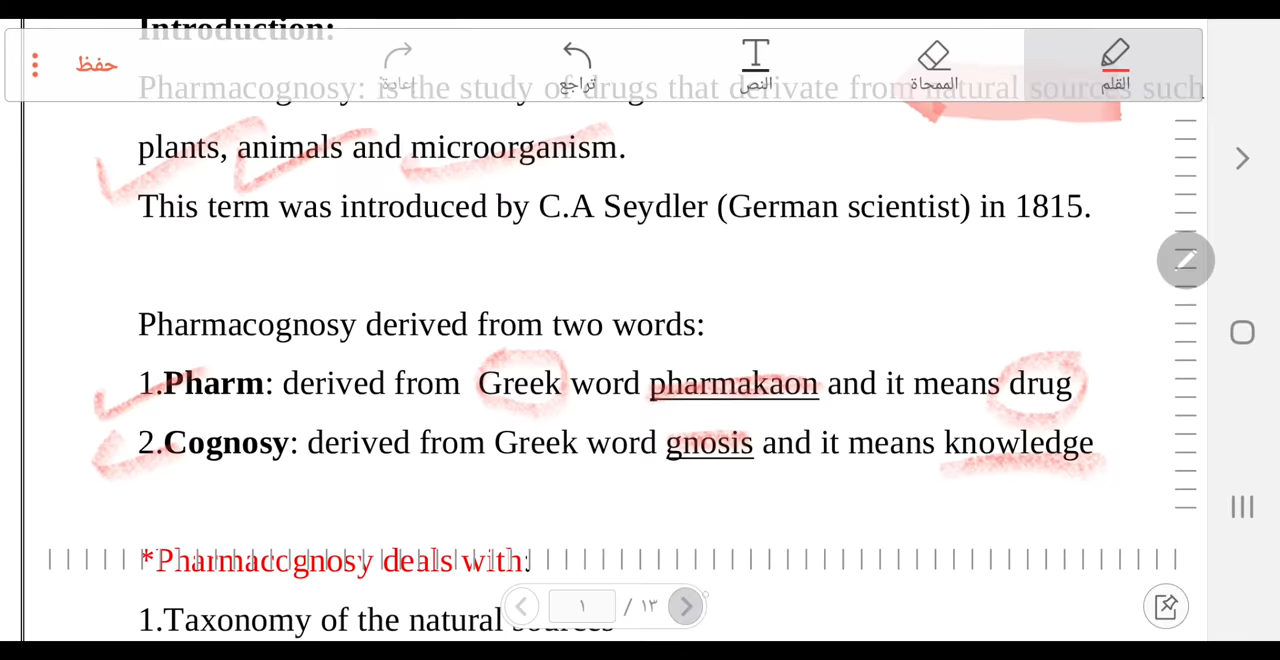 Introduction:
حفظ
إعادة
تراجع
النص
الممحاة
القلم
Pharmacognosy: is the study of drugs that derivate from natural sources such
plants, animals and microorganism.
This term was introduced by C.A Seydler (German scientist) in 1815.
Pharmacognosy derived from two words:
1.Pharm: derived from Greek word pharmakaon and it means drug
2.Cognosy: derived from Greek word gnosis and it means knowledge
*Pharmacognosy deals with:
١ / ١٣
1.Taxonomy of the natural sources